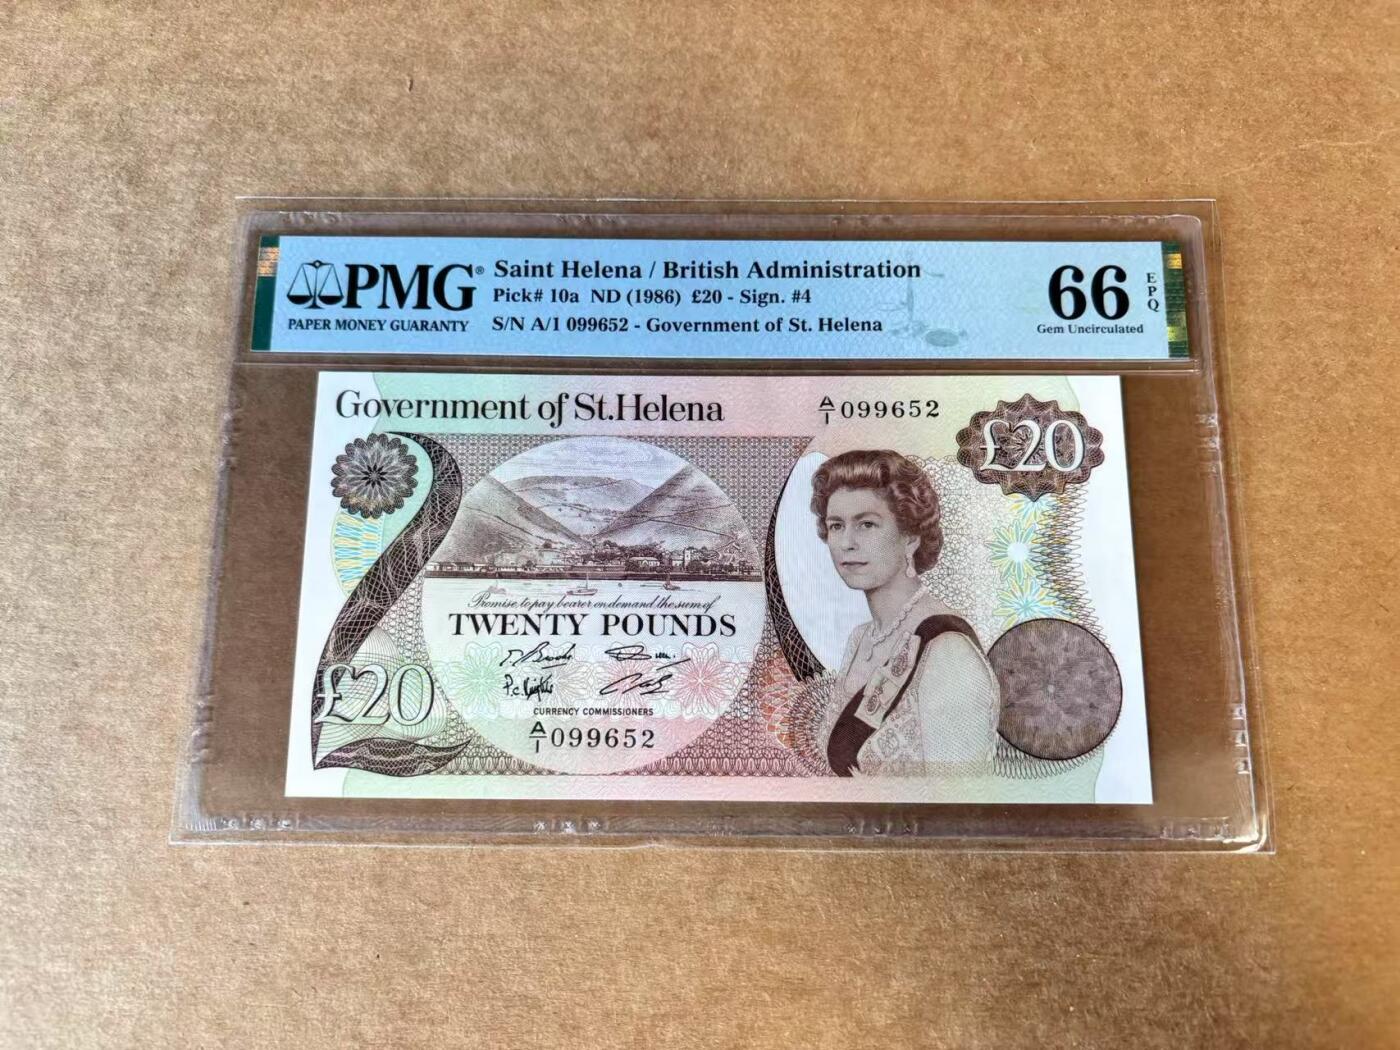 PMG®
PAPER MONEY GUARANTY
Saint Helena / British Administration
Pick# 10a ND (1986) £20 - Sign. #4
S/N A/1 099652 - Government of St. Helena
66
EPQ
Gem Uncirculated
Government of St.Helena
A/1 099652
£20
Promise to pay bearer on demand the sum of
TWENTY POUNDS
£20
CURRENCY COMMISSIONERS
A/1 099652